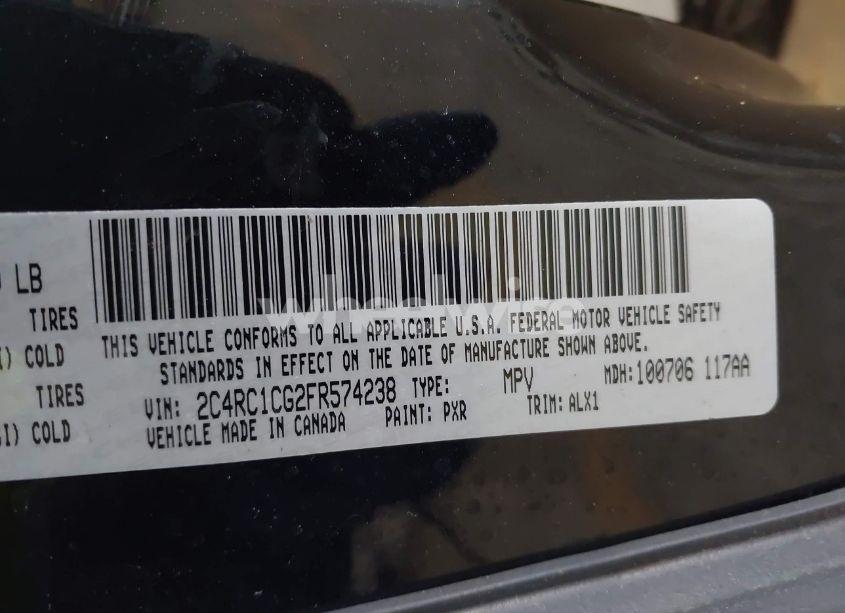 LB
TIRES
I) COLD
TIRES
SI) COLD
wheelwire
THIS VEHICLE CONFORMS TO ALL APPLICABLE U.S.A. FEDERAL MOTOR VEHICLE SAFETY
STANDARDS IN EFFECT ON THE DATE OF MANUFACTURE SHOWN ABOVE.
VIN: 2C4RC1CG2FR574238 TYPE: MPV MDH: 100706 117AA
VEHICLE MADE IN CANADA PAINT: PXR TRIM: ALX1